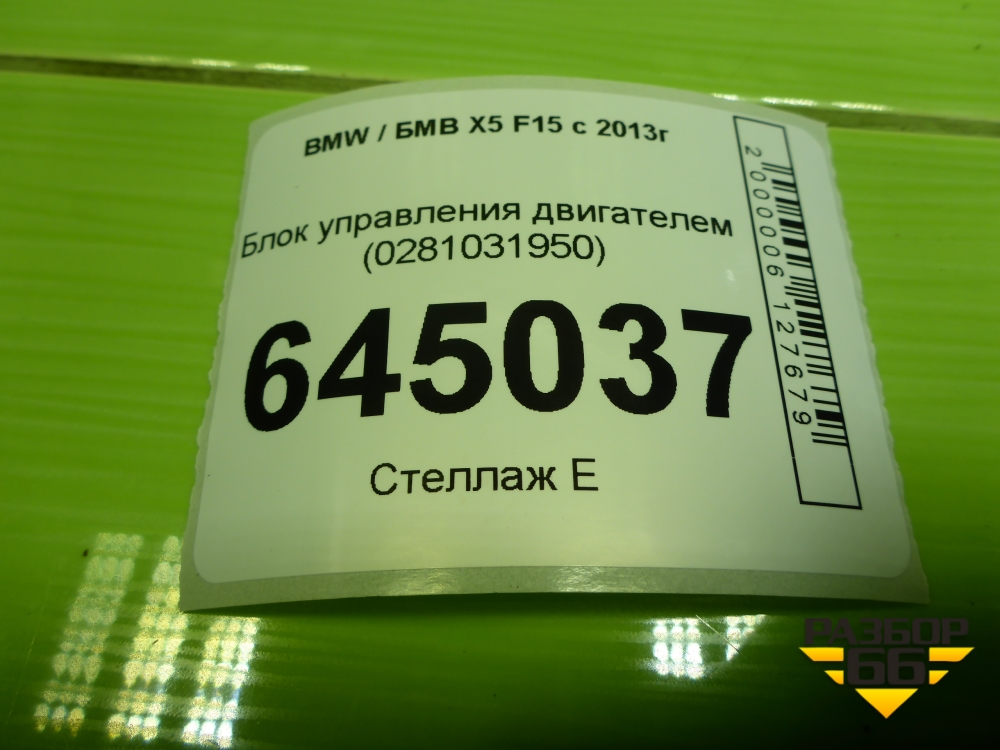 BMW / БМВ X5 F15 с 2013г
Блок управления двигателем
(0281031950)
645037
Стеллаж Е
2000006127679
РАЗБОР
66